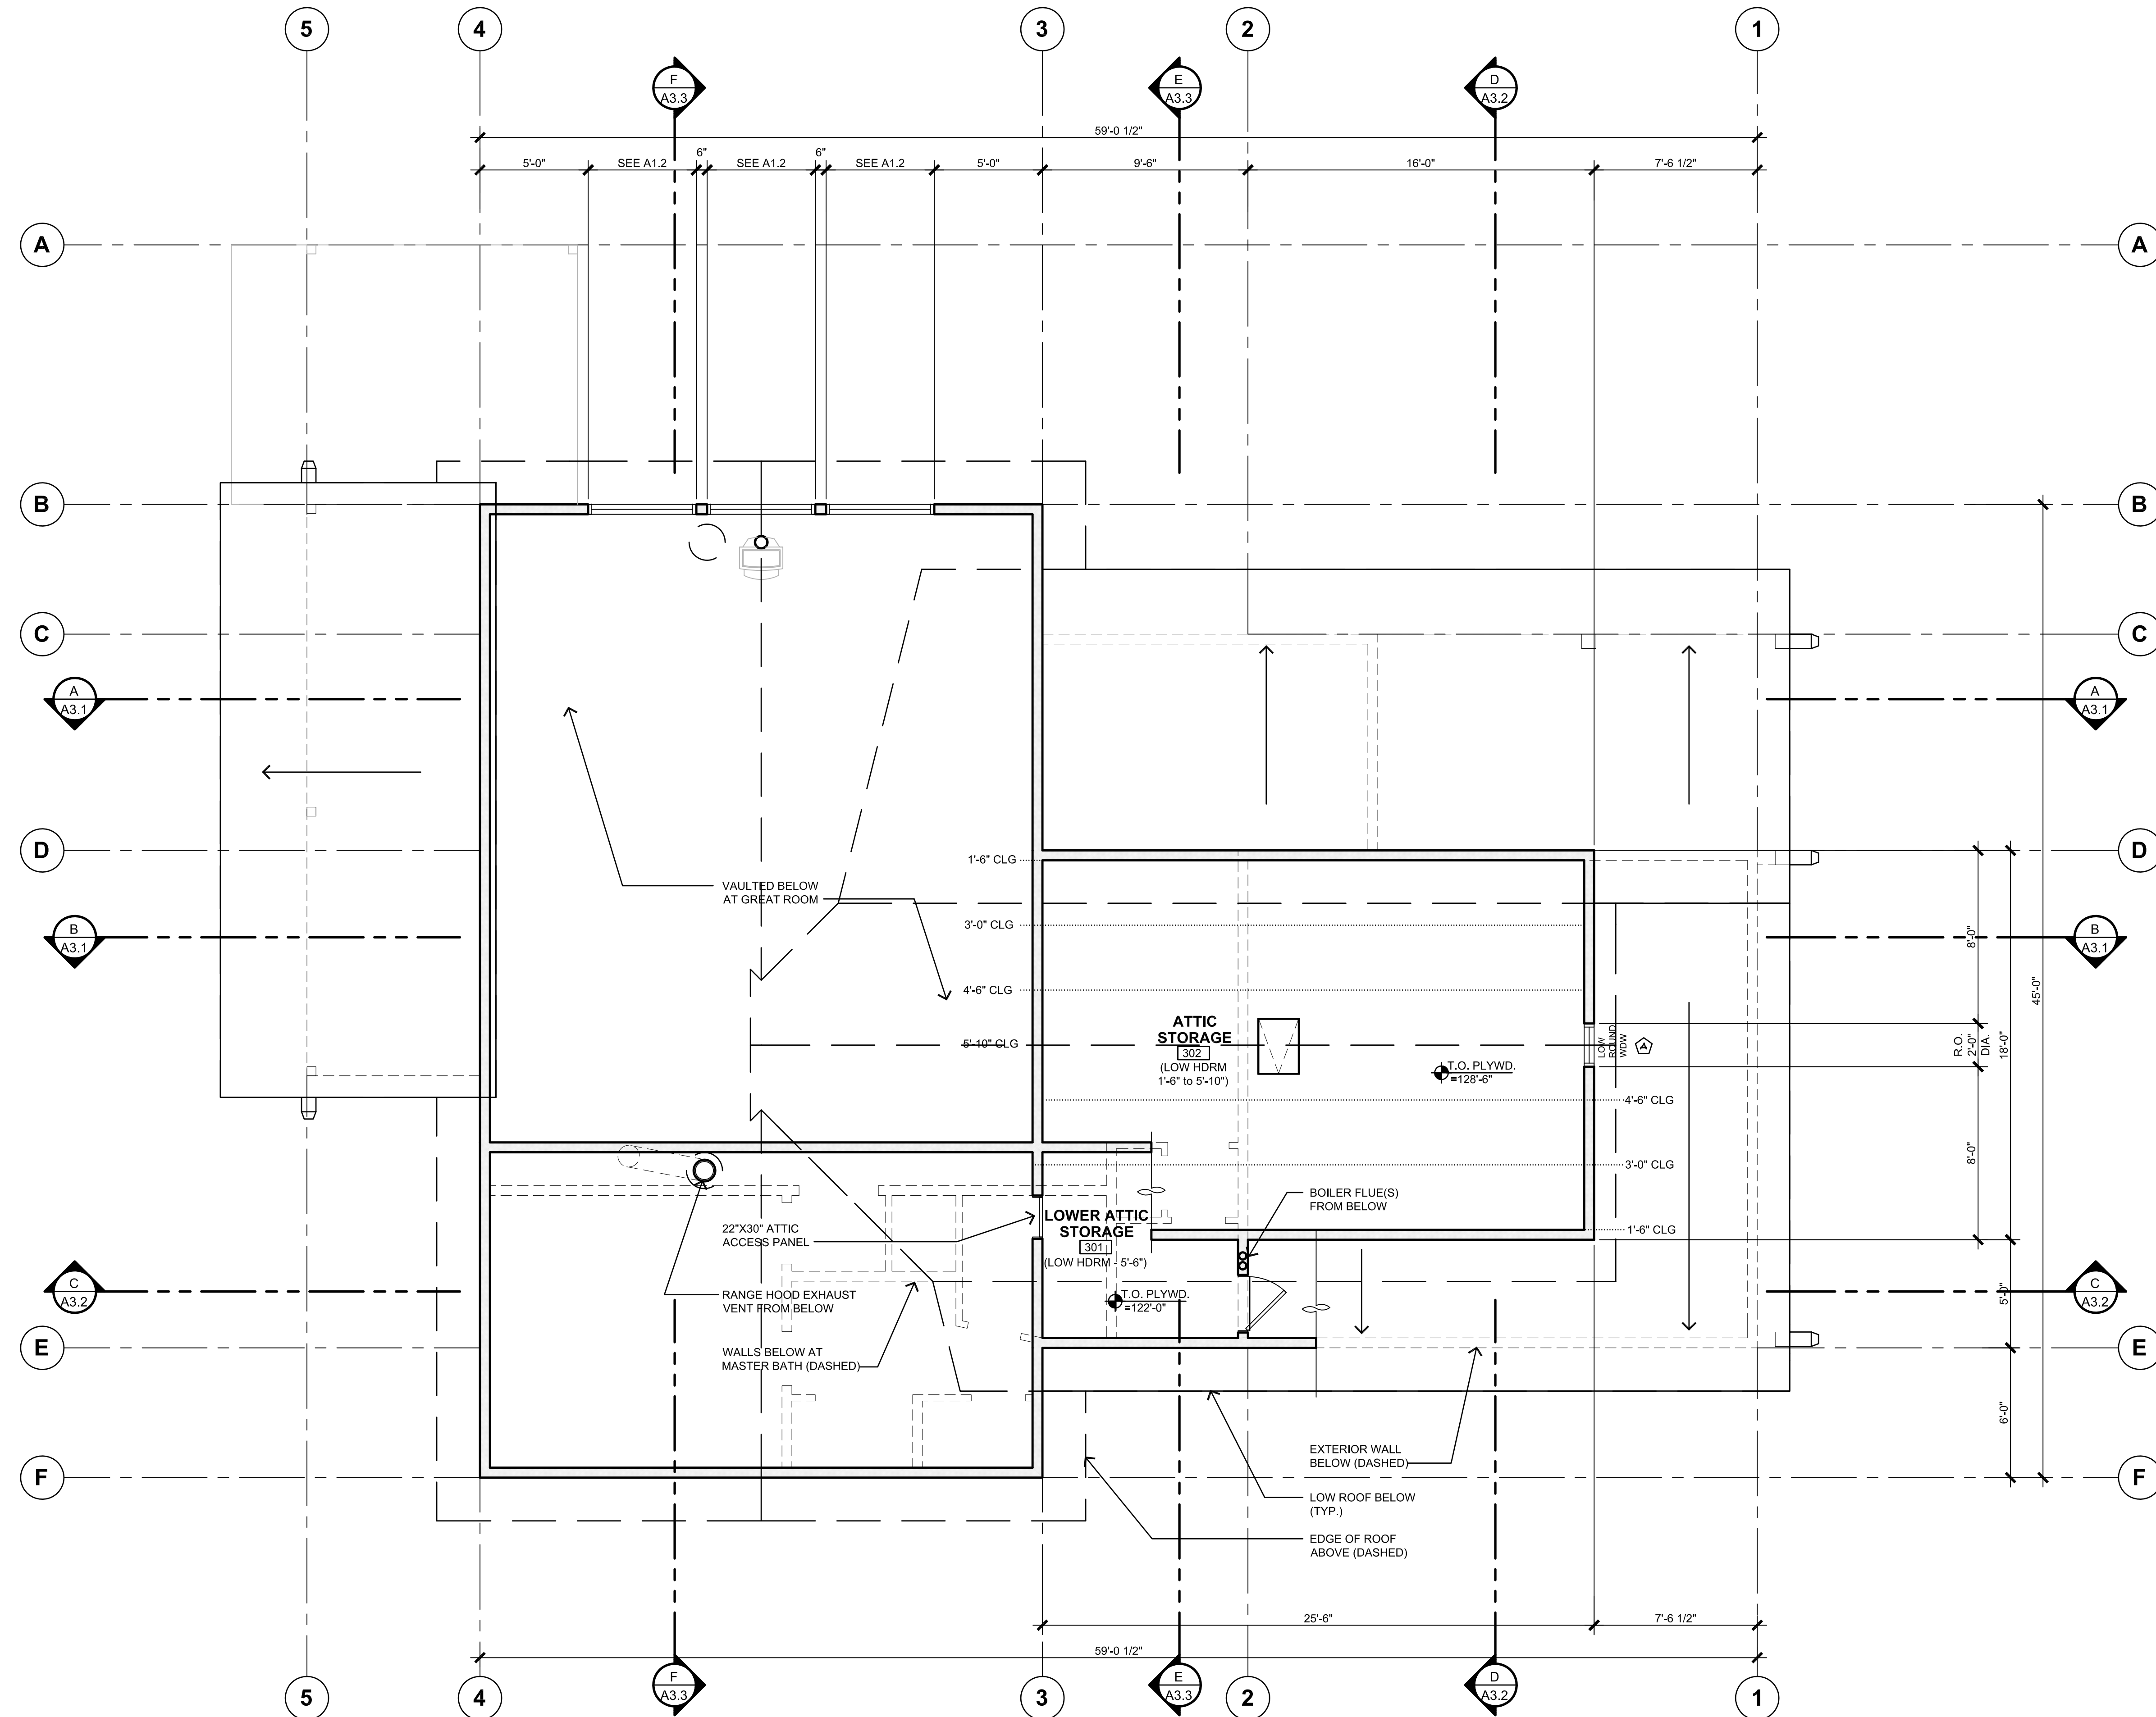 5
4
3
2
1
F
A3.3
E
A3.3
D
A3.2
59'-0 1/2"
5'-0"
SEE A1.2
6"
SEE A1.2
6"
SEE A1.2
5'-0"
9'-6"
16'-0"
7'-6 1/2"
A
A
B
B
C
C
A
A3.1
A
A3.1
D
D
1'-6" CLG
VAULTED BELOW
AT GREAT ROOM
3'-0" CLG
B
A3.1
B
A3.1
8'-0"
4'-6" CLG
45'-0"
ATTIC
STORAGE
302
(LOW HDRM
1'-6" to 5'-10")
5'-10" CLG
LOW
ROUND
WDW
A
R.O.
2'-0"
DIA.
18'-0"
T.O. PLYWD.
=128'-6"
4'-6" CLG
8'-0"
3'-0" CLG
BOILER FLUE(S)
FROM BELOW
22"X30" ATTIC
ACCESS PANEL
LOWER ATTIC
STORAGE
301
(LOW HDRM - 5'-6")
1'-6" CLG
C
A3.2
C
A3.2
RANGE HOOD EXHAUST
VENT FROM BELOW
T.O. PLYWD.
=122'-0"
5'-0"
E
E
WALLS BELOW AT
MASTER BATH (DASHED)
6'-0"
EXTERIOR WALL
BELOW (DASHED)
F
F
LOW ROOF BELOW
(TYP.)
EDGE OF ROOF
ABOVE (DASHED)
25'-6"
7'-6 1/2"
59'-0 1/2"
5
4
F
A3.3
3
E
A3.3
2
D
A3.2
1